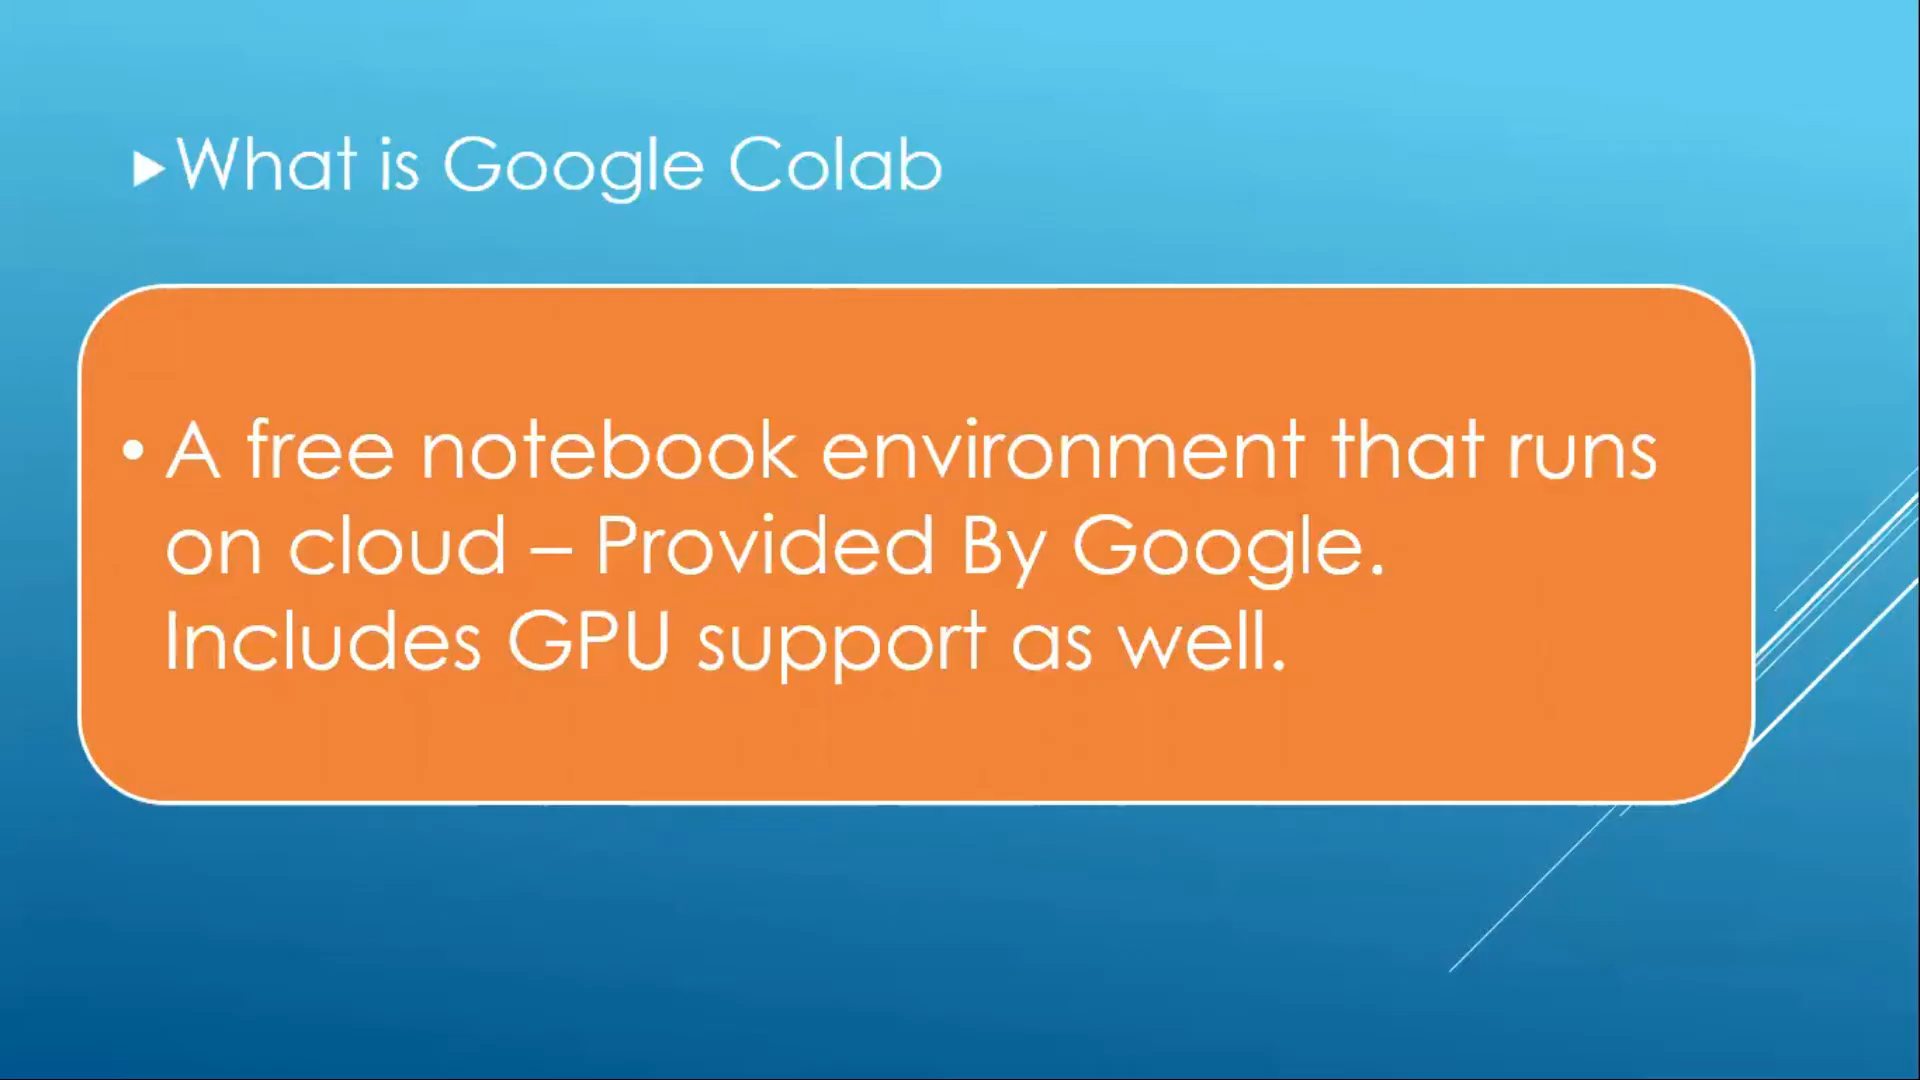 ▶What is Google Colab
• A free notebook environment that runs
on cloud – Provided By Google.
Includes GPU support as well.